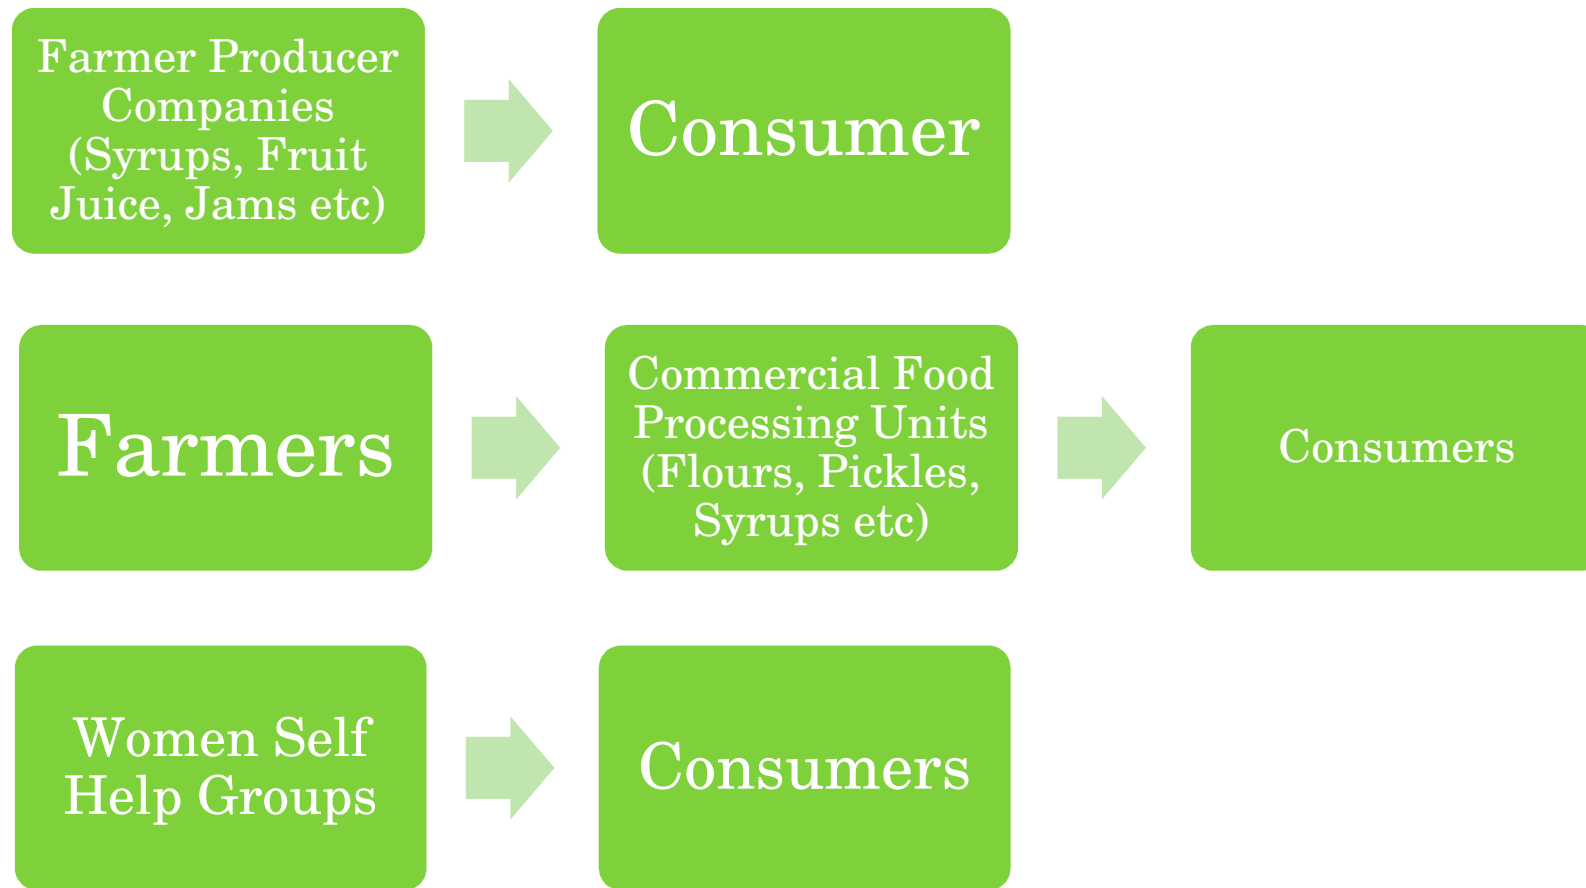 Farmer Producer
Companies
(Syrups, Fruit
Juice, Jams etc)
Consumer
Farmers
Commercial Food
Processing Units
(Flours, Pickles,
Syrups etc)
Consumers
Women Self
Help Groups
Consumers